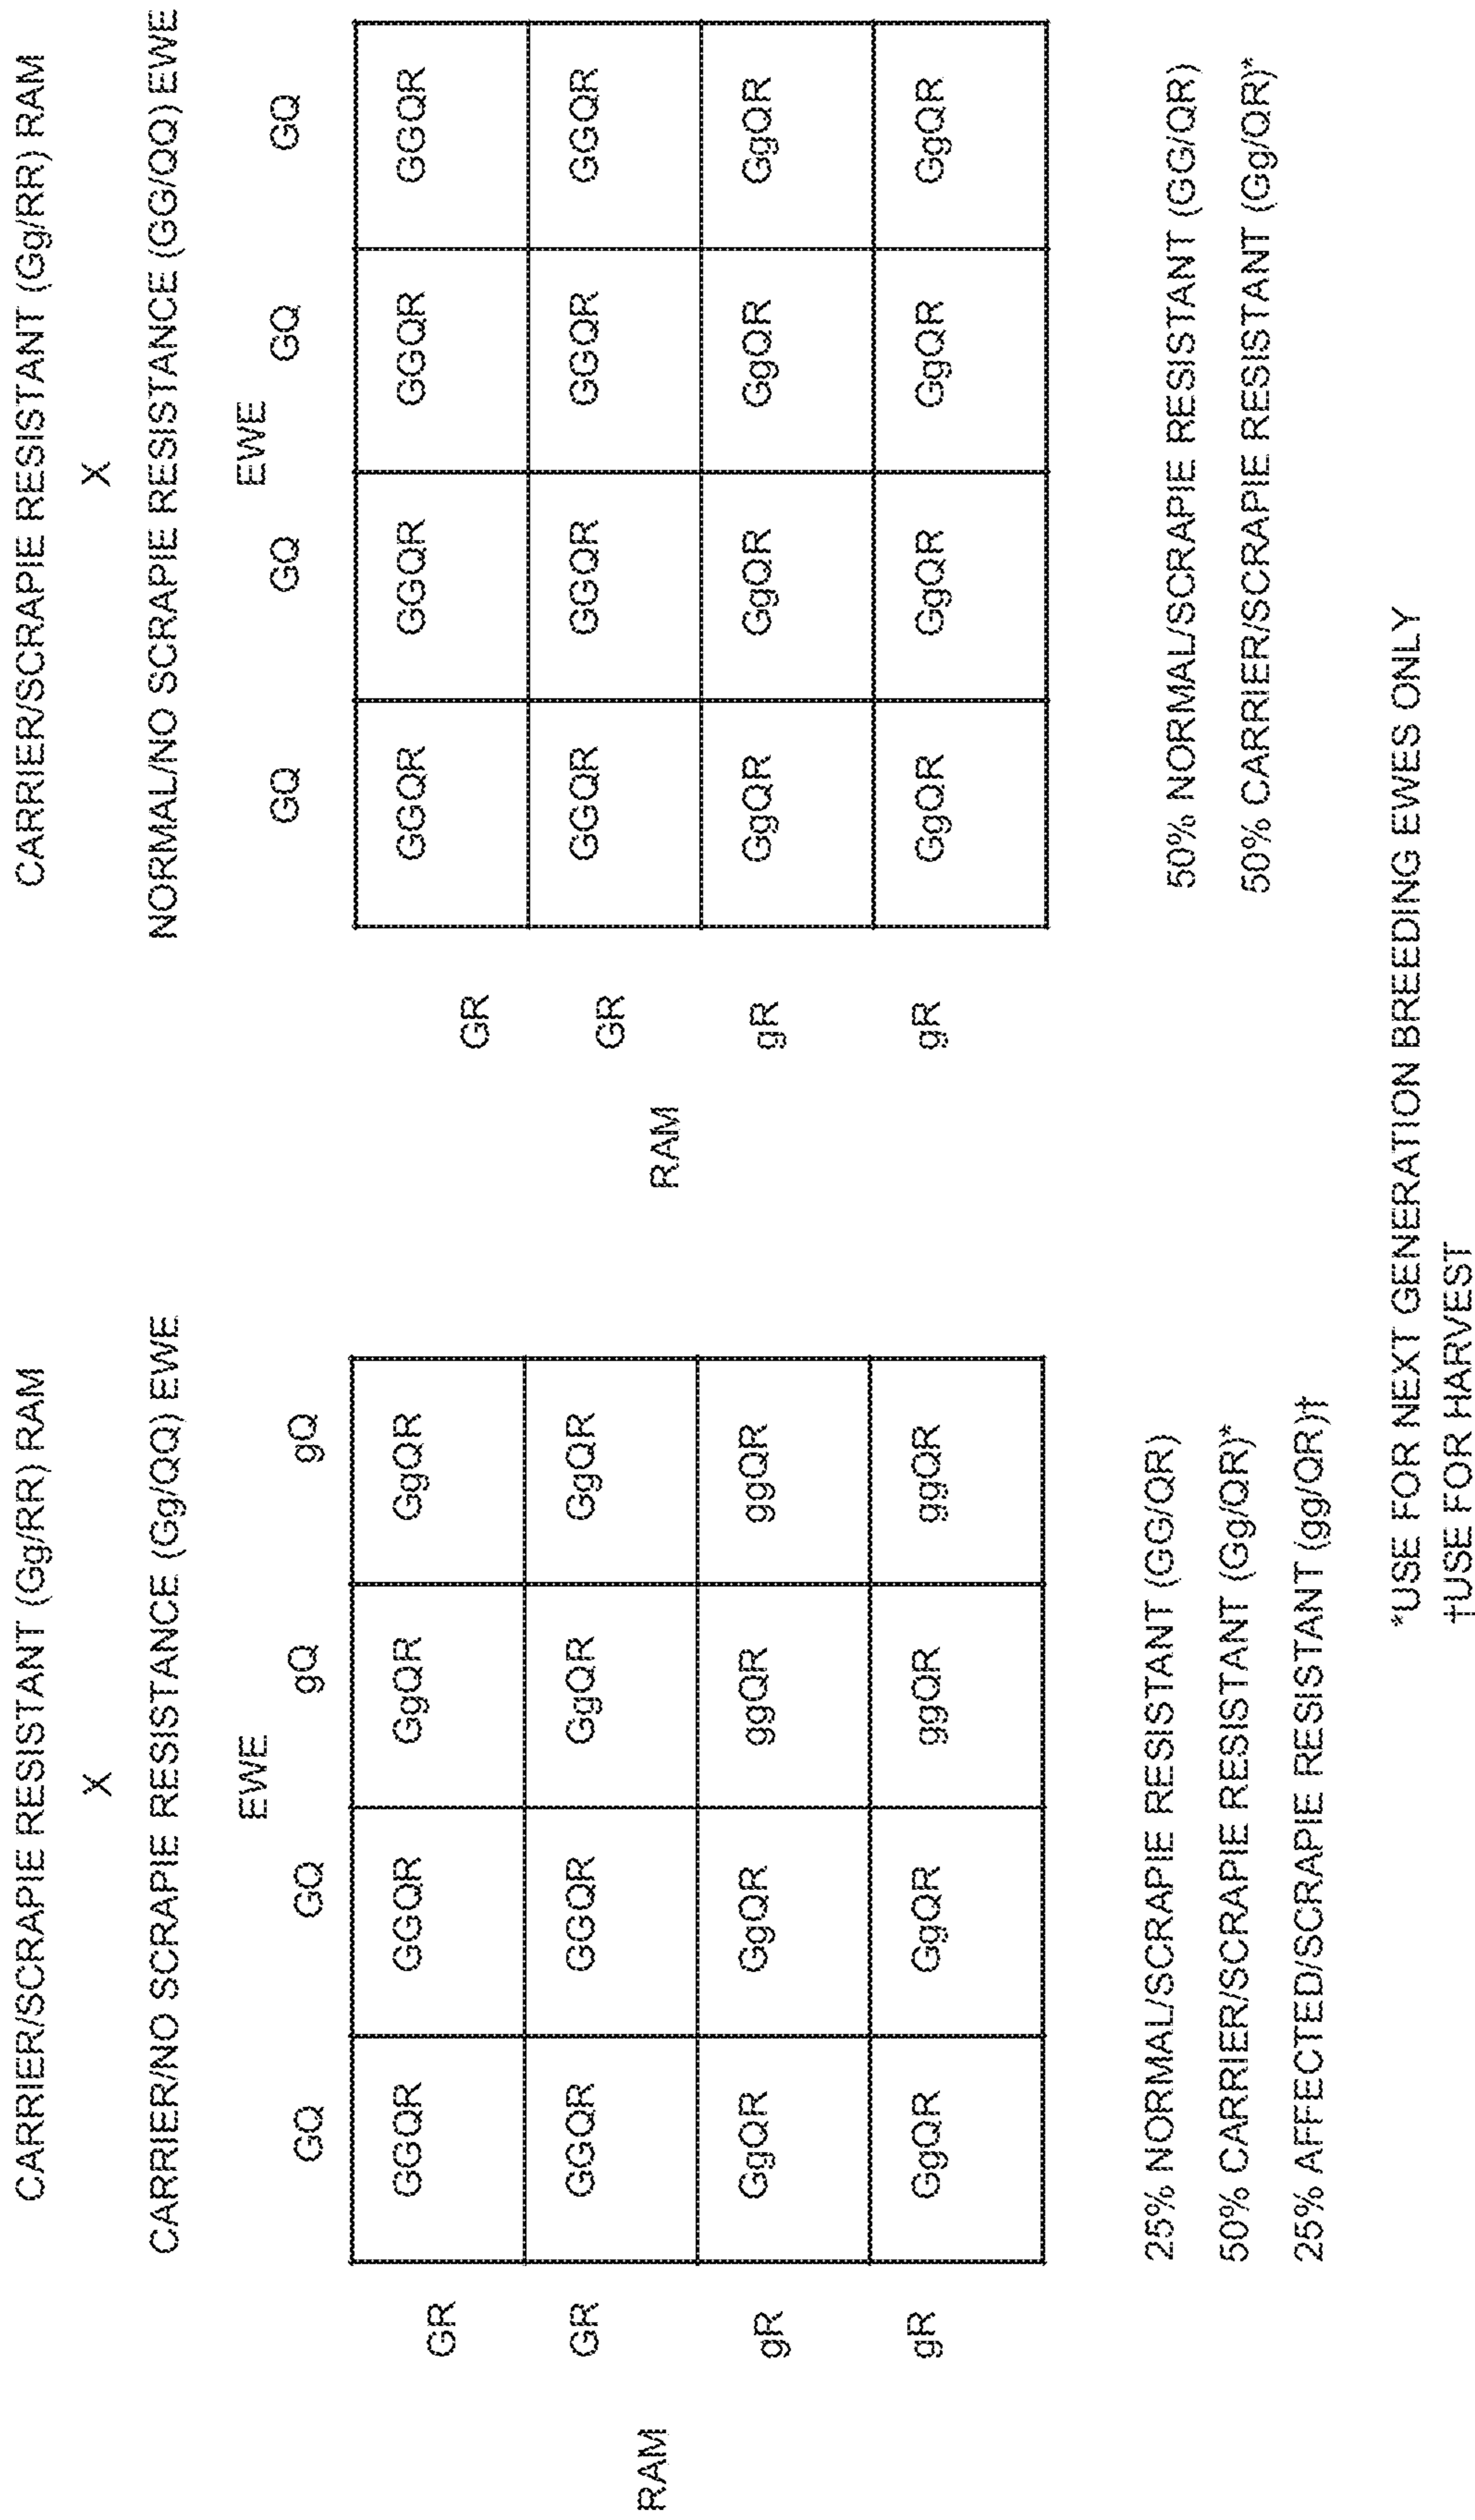 CARRIER/SCRAPIE RESISTANT (Gg/RR) RAM
X
CARRIER/NO SCRAPIE RESISTANCE (Gg/QQ) EWE
EWE
GQ GQ gQ gQ
RAM
GR GGQR GGQR GgQR GgQR
GR GGQR GGQR GgQR GgQR
gR GgQR GgQR ggQR ggQR
gR GgQR GgQR ggQR ggQR
25% NORMAL/SCRAPIE RESISTANT (GG/QR)
50% CARRIER/SCRAPIE RESISTANT (Gg/QR)*
25% AFFECTED/SCRAPIE RESISTANT (gg/QR)†
CARRIER/SCRAPIE RESISTANT (Gg/RR) RAM
X
NORMAL/NO SCRAPIE RESISTANCE (GG/QQ) EWE
EWE
GQ GQ GQ GQ
RAM
GR GGQR GGQR GGQR GGQR
GR GGQR GGQR GGQR GGQR
gR GgQR GgQR GgQR GgQR
gR GgQR GgQR GgQR GgQR
50% NORMAL/SCRAPIE RESISTANT (GG/QR)
50% CARRIER/SCRAPIE RESISTANT (Gg/QR)*
*USE FOR NEXT GENERATION BREEDING EWES ONLY
†USE FOR HARVEST